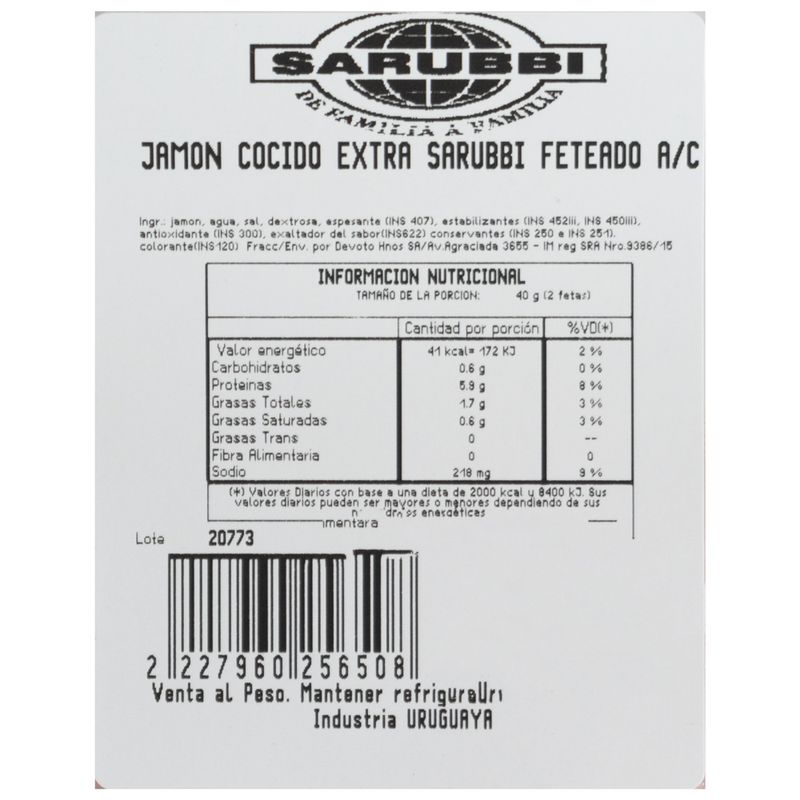 SARUBBI
DE FAMILIA A FAMILIA
JAMON COCIDO EXTRA SARUBBI FETEADO A/C
Ingr.: jamon, agua, sal, dextrosa, espesante (INS 407), estabilizantes (INS 452iii, INS 450iii),
antioxidante (INS 300), exaltador del sabor(INS622) conservantes (INS 250 e INS 251).
colorante(INS120) Fracc/Env. por Devoto Hnos SA/Av.Agraciada 3655 - IM reg SRA Nro.9386/15
INFORMACION NUTRICIONAL
TAMAÑO DE LA PORCION: 40 g (2 fetas)
Cantidad por porción %VD(*)
Valor energético 41 kcal= 172 KJ 2 %
Carbohidratos 0.6 g 0 %
Proteinas 5.9 g 8 %
Grasas Totales 1.7 g 3 %
Grasas Saturadas 0.6 g 3 %
Grasas Trans 0 --
Fibra Alimentaria 0 0
Sodio 218 mg 9 %
(*) Valores Diarios con base a una dieta de 2000 kcal y 8400 kJ. Sus
valores diarios pueden ser mayores o menores dependiendo de sus
energéticas
mentara
Lote 20773
2 227960 256508
Venta al Peso. Mantener
Industria URUGUAYA